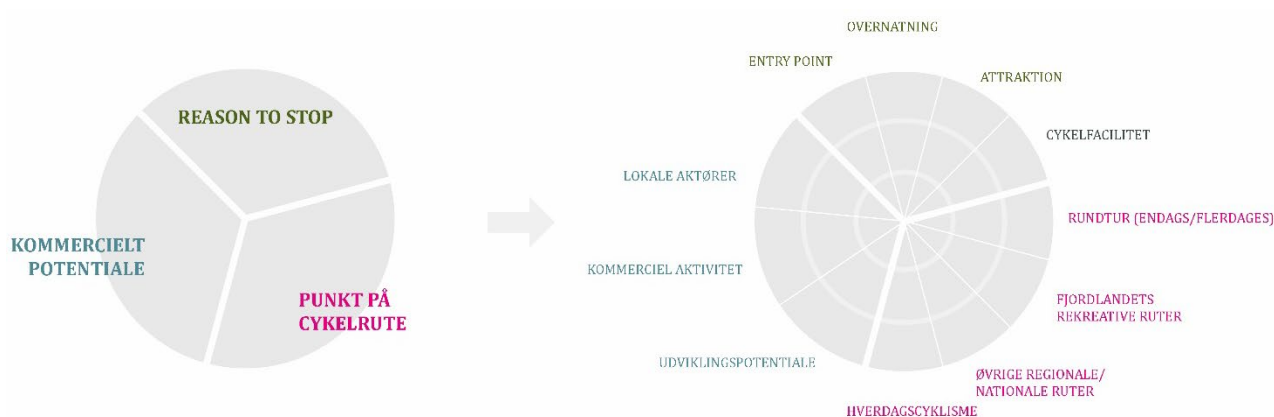 REASON TO STOP
KOMMERCIELT
POTENTIALE
PUNKT PÅ
CYKELRUTE
OVERNATNING
ENTRY POINT
ATTRAKTION
CYKELFACILITET
LOKALE AKTØRER
RUNDTUR (ENDAGS/FLERDAGES)
KOMMERCIEL AKTIVITET
FJORDLANDETS
REKREATIVE RUTER
UDVIKLINGSPOTENTIALE
ØVRIGE REGIONALE/
NATIONALE RUTER
HVERDAGSCYKLISME